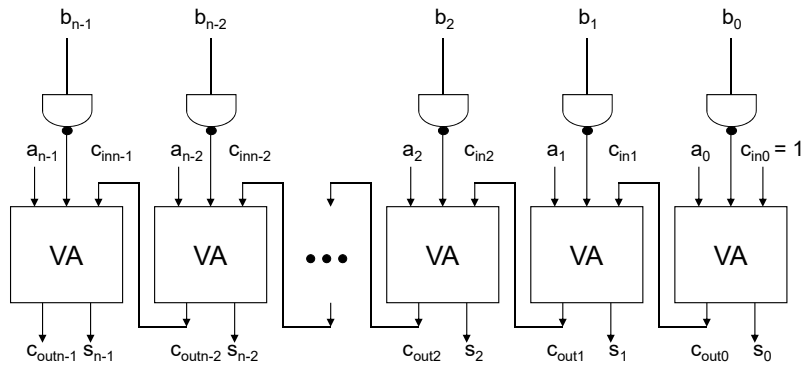 b_{n-1} b_{n-2} b_2 b_1 b_0
a_{n-1} c_{inn-1} a_{n-2} c_{inn-2} a_2 c_{in2} a_1 c_{in1} a_0 c_{in0} = 1
VA VA ••• VA VA VA
c_{outn-1} s_{n-1} c_{outn-2} s_{n-2} c_{out2} s_2 c_{out1} s_1 c_{out0} s_0